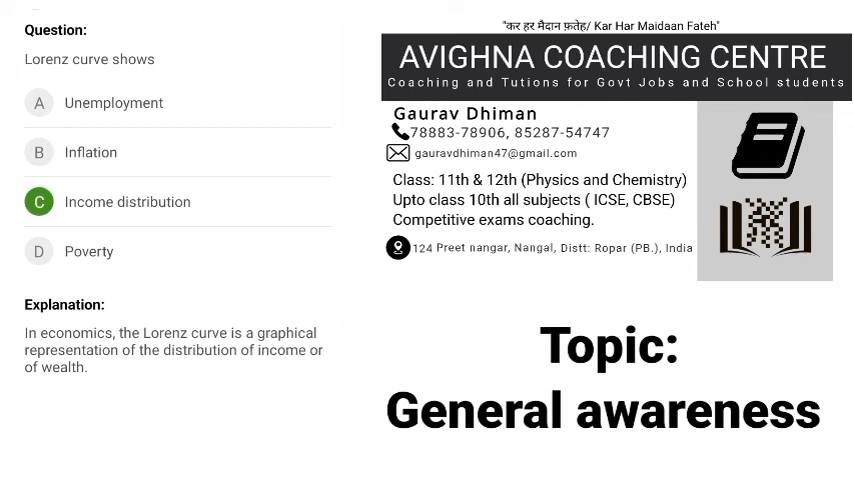 Question:
Lorenz curve shows
A Unemployment
B Inflation
C Income distribution
D Poverty
Explanation:
In economics, the Lorenz curve is a graphical
representation of the distribution of income or
of wealth.
"कर हर मैदान फ़तेह/ Kar Har Maidaan Fateh"
AVIGHNA COACHING CENTRE
Coaching and Tutions for Govt Jobs and School students
Gaurav Dhiman
78883-78906, 85287-54747
gauravdhiman47@gmail.com
Class: 11th & 12th (Physics and Chemistry)
Upto class 10th all subjects ( ICSE, CBSE)
Competitive exams coaching.
124 Preet nangar, Nangal, Distt: Ropar (PB.), India
Topic:
General awareness